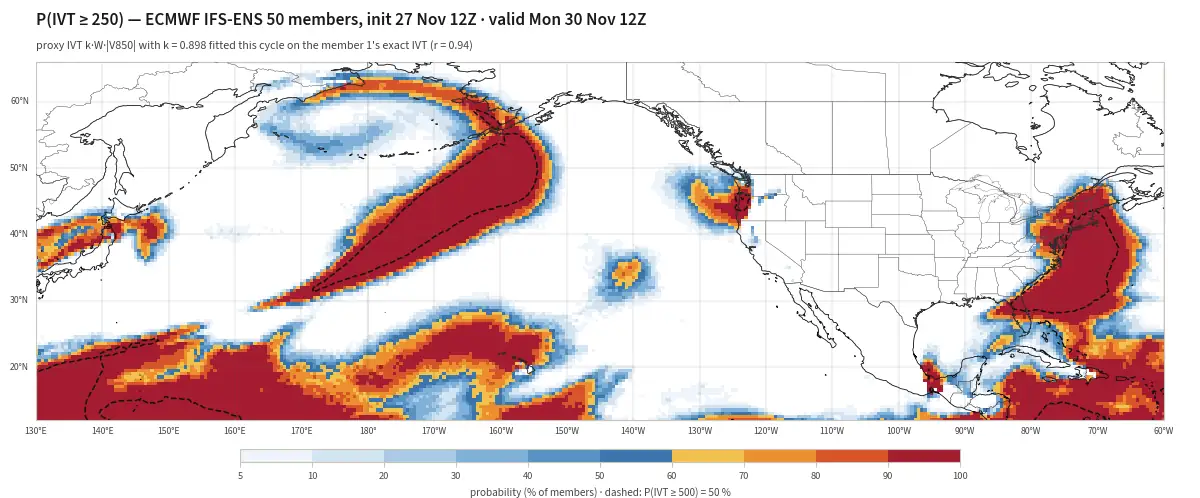 P(IVT ≥ 250) — ECMWF IFS-ENS 50 members, init 27 Nov 12Z · valid Mon 30 Nov 12Z
proxy IVT k·W·|V850| with k = 0.898 fitted this cycle on the member 1's exact IVT (r = 0.94)
60°N
50°N
40°N
30°N
20°N
130°E 140°E 150°E 160°E 170°E 180° 170°W 160°W 150°W 140°W 130°W 120°W 110°W 100°W 90°W 80°W 70°W 60°W
5 10 20 30 40 50 60 70 80 90 100
probability (% of members) · dashed: P(IVT ≥ 500) = 50 %